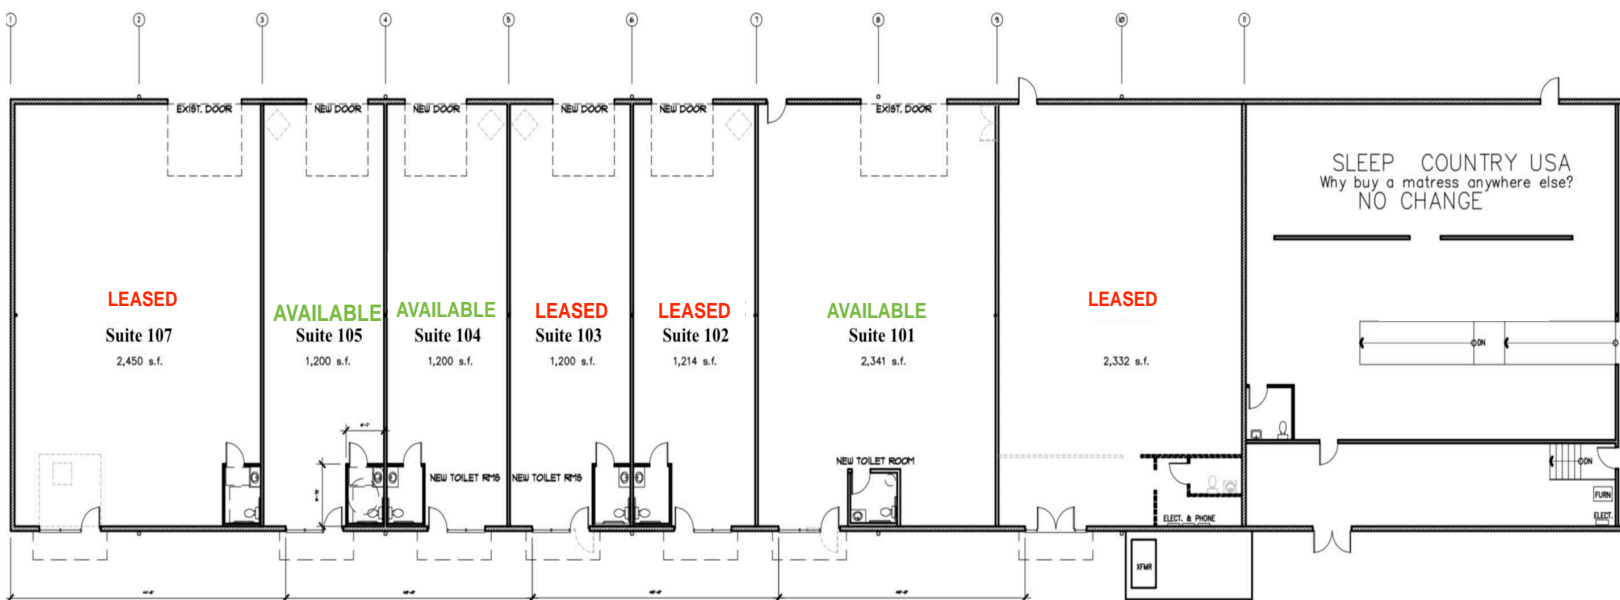 1 2 3 4 5 6 7 8 9 10 11
EXIST. DOOR
NEW DOOR
NEW DOOR
NEW DOOR
NEW DOOR
EXIST. DOOR
SLEEP COUNTRY USA
Why buy a matress anywhere else?
NO CHANGE
LEASED
Suite 107
2,450 s.f.
AVAILABLE
Suite 105
1,200 s.f.
AVAILABLE
Suite 104
1,200 s.f.
LEASED
Suite 103
1,200 s.f.
LEASED
Suite 102
1,214 s.f.
AVAILABLE
Suite 101
2,341 s.f.
LEASED
2,332 s.f.
DN
NEW TOILET RMS
NEW TOILET RMS
NEW TOILET ROOM
DN
FURN
ELECT.
ELECT. & PHONE
XFMR